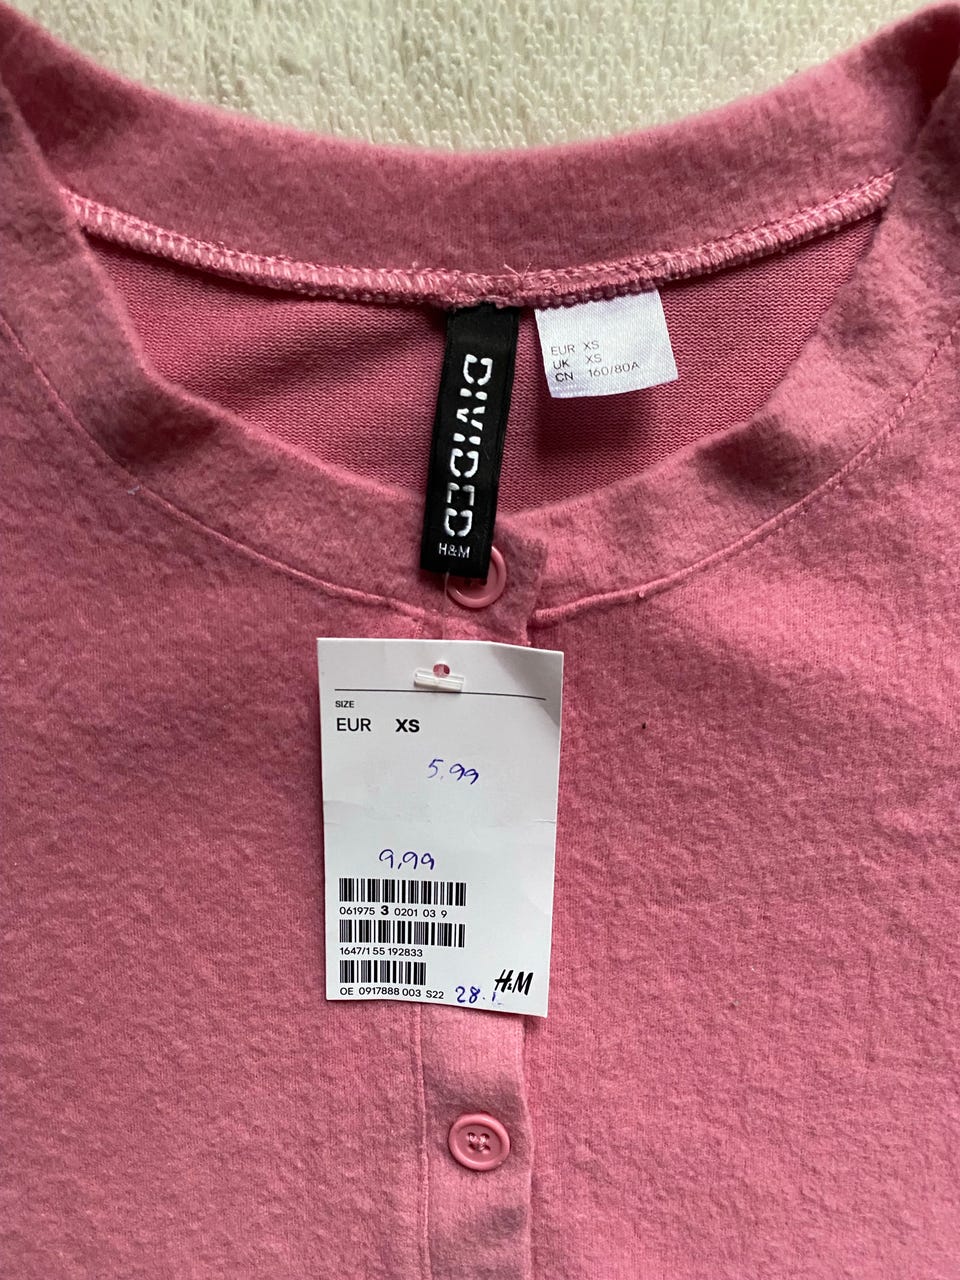 DIVIDED
H&M
EUR XS
UK XS
CN 160/80A
SIZE
EUR XS
5.99
9,99
061975 3 0201 03 9
1647/1 55 192833
OE 0917888 003 S22
28.
H&M